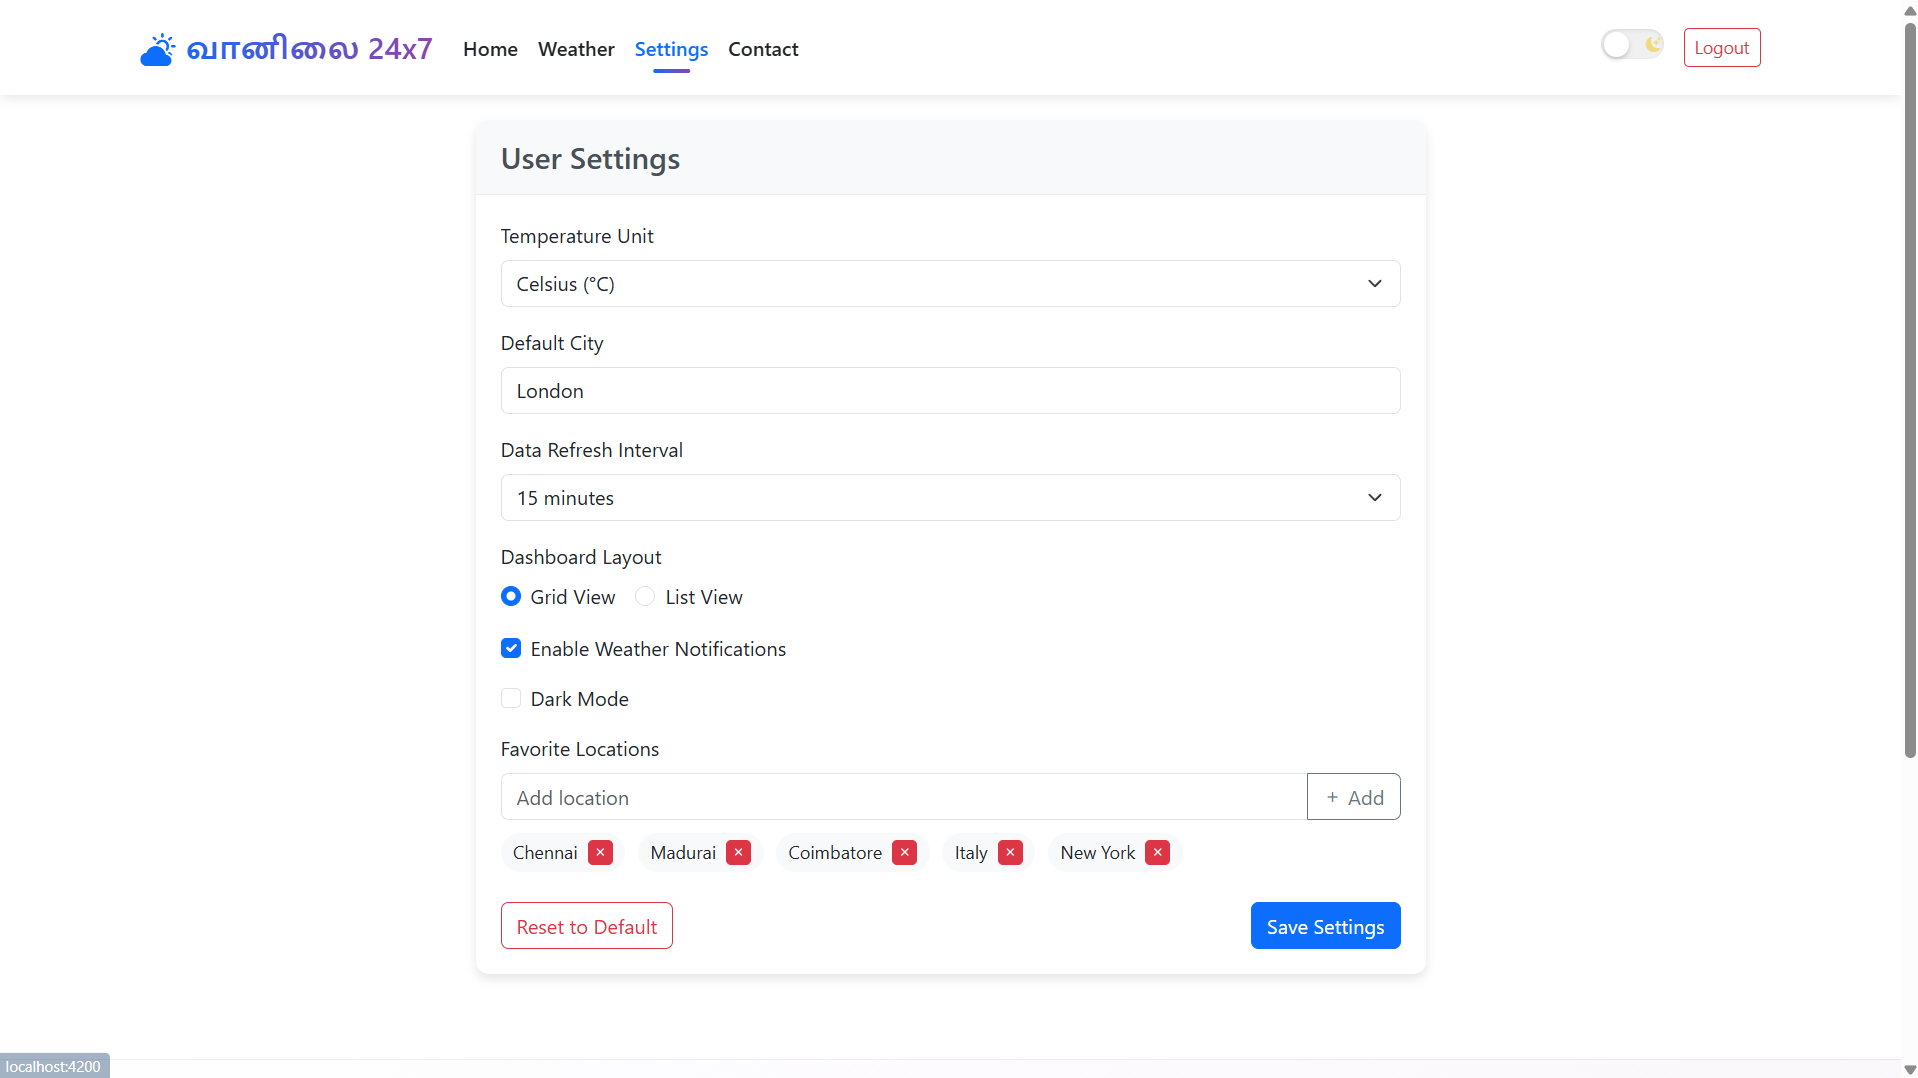 வானிலை 24x7 Home Weather Settings Contact Logout
User Settings
Temperature Unit
Celsius (°C)
Default City
London
Data Refresh Interval
15 minutes
Dashboard Layout
Grid View List View
Enable Weather Notifications
Dark Mode
Favorite Locations
Add location + Add
Chennai × Madurai × Coimbatore × Italy × New York ×
Reset to Default Save Settings
localhost:4200